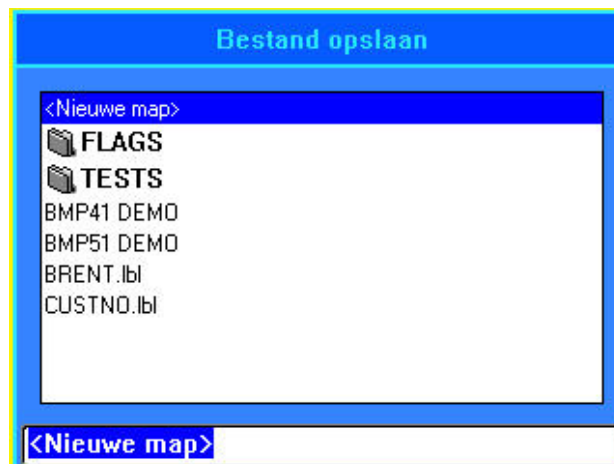 Bestand opslaan
<Nieuwe map>
FLAGS
TESTS
BMP41 DEMO
BMP51 DEMO
BRENT.lbl
CUSTNO.lbl
<Nieuwe map>